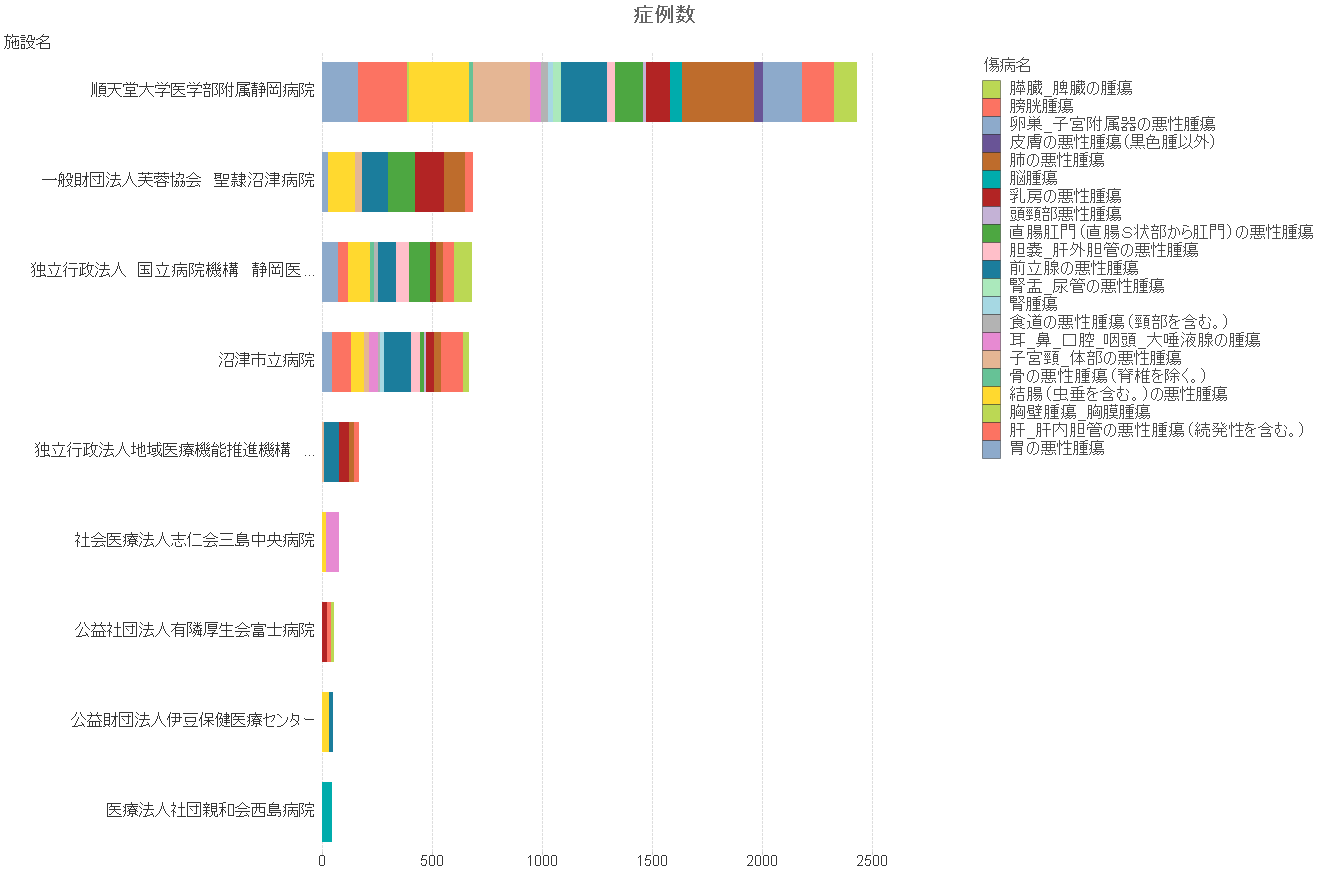 症例数
施設名
順天堂大学医学部附属静岡病院
一般財団法人芙蓉協会　聖隷沼津病院
独立行政法人　国立病院機構　静岡医...
沼津市立病院
独立行政法人地域医療機能推進機構　...
社会医療法人志仁会三島中央病院
公益社団法人有隣厚生会富士病院
公益財団法人伊豆保健医療センター
医療法人社団親和会西島病院
0
500
1000
1500
2000
2500
傷病名
膵臓_脾臓の腫瘍
膀胱腫瘍
卵巣_子宮附属器の悪性腫瘍
皮膚の悪性腫瘍（黒色腫以外）
肺の悪性腫瘍
脳腫瘍
乳房の悪性腫瘍
頭頸部悪性腫瘍
直腸肛門（直腸Ｓ状部から肛門）の悪性腫瘍
胆嚢_肝外胆管の悪性腫瘍
前立腺の悪性腫瘍
腎盂_尿管の悪性腫瘍
腎腫瘍
食道の悪性腫瘍（頸部を含む。）
耳_鼻_口腔_咽頭_大唾液腺の腫瘍
子宮頸_体部の悪性腫瘍
骨の悪性腫瘍（脊椎を除く。）
結腸（虫垂を含む。）の悪性腫瘍
胸壁腫瘍_胸膜腫瘍
肝_肝内胆管の悪性腫瘍（続発性を含む。）
胃の悪性腫瘍